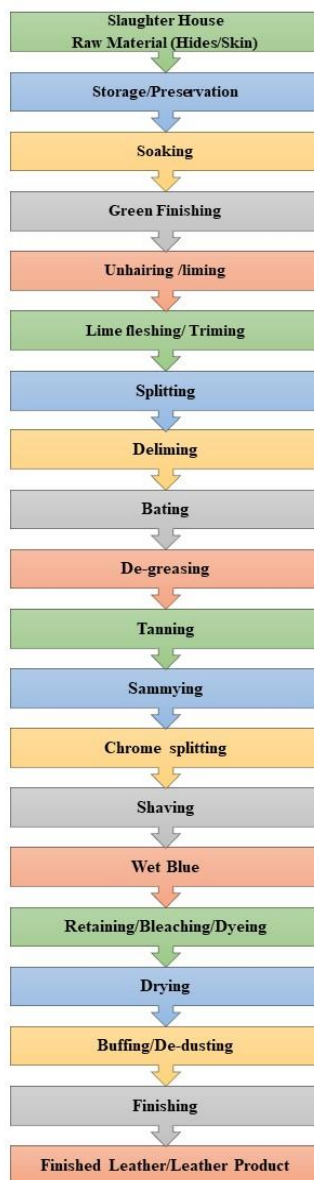 Slaughter House
Raw Material (Hides/Skin)
Storage/Preservation
Soaking
Green Finishing
Unhairing /liming
Lime fleshing/ Triming
Splitting
Deliming
Bating
De-greasing
Tanning
Sammying
Chrome splitting
Shaving
Wet Blue
Retaining/Bleaching/Dyeing
Drying
Buffing/De-dusting
Finishing
Finished Leather/Leather Product